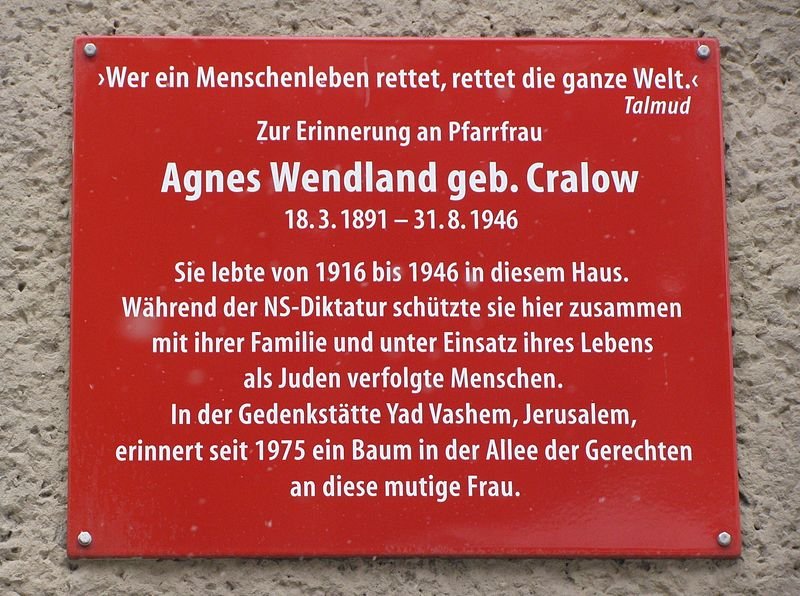 ›Wer ein Menschenleben rettet, rettet die ganze Welt.‹
Talmud
Zur Erinnerung an Pfarrfrau
Agnes Wendland geb. Cralow
18.3.1891 – 31.8.1946
Sie lebte von 1916 bis 1946 in diesem Haus.
Während der NS-Diktatur schützte sie hier zusammen
mit ihrer Familie und unter Einsatz ihres Lebens
als Juden verfolgte Menschen.
In der Gedenkstätte Yad Vashem, Jerusalem,
erinnert seit 1975 ein Baum in der Allee der Gerechten
an diese mutige Frau.